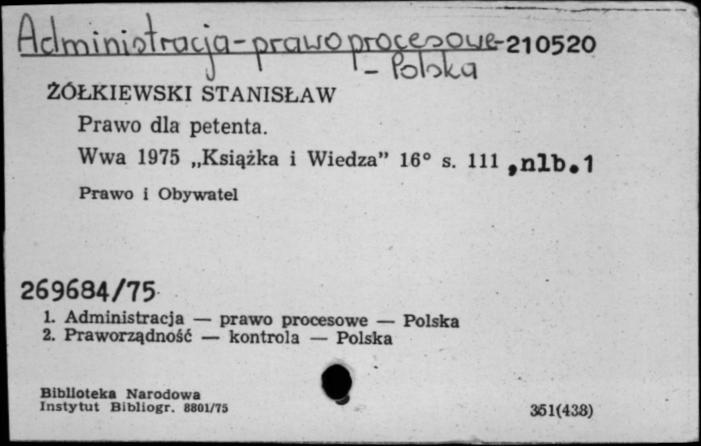 Administracja-prawo procesowe-210520
- Polska
ŻÓŁKIEWSKI STANISŁAW
Prawo dla petenta.
Wwa 1975 „Książka i Wiedza” 16° s. 111 ,nlb.1
Prawo i Obywatel
269684/75
1. Administracja — prawo procesowe — Polska
2. Praworządność — kontrola — Polska
Biblioteka Narodowa
Instytut Bibliogr. 8801/75
351(438)